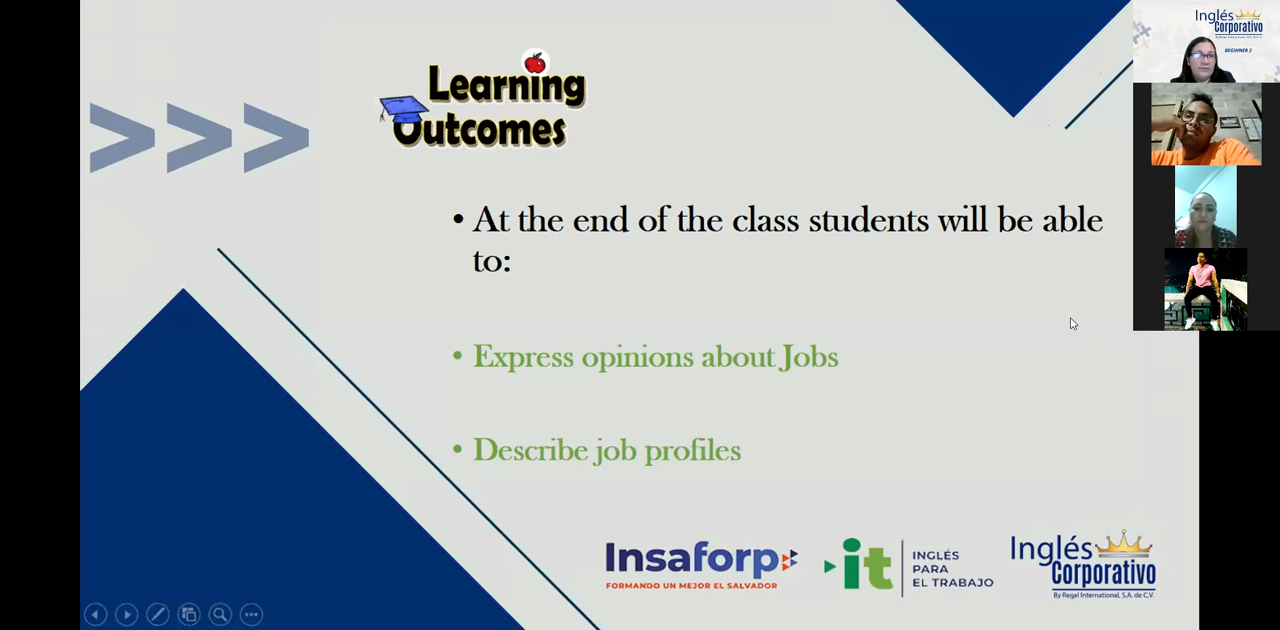 Learning
Outcomes
• At the end of the class students will be able
to:
• Express opinions about Jobs
• Describe job profiles
Insaforp
FORMANDO UN MEJOR EL SALVADOR
it
INGLÉS
PARA
EL TRABAJO
Inglés
Corporativo
By Regal International, S.A. de C.V.
Inglés
Corporativo
BEGINNER 2